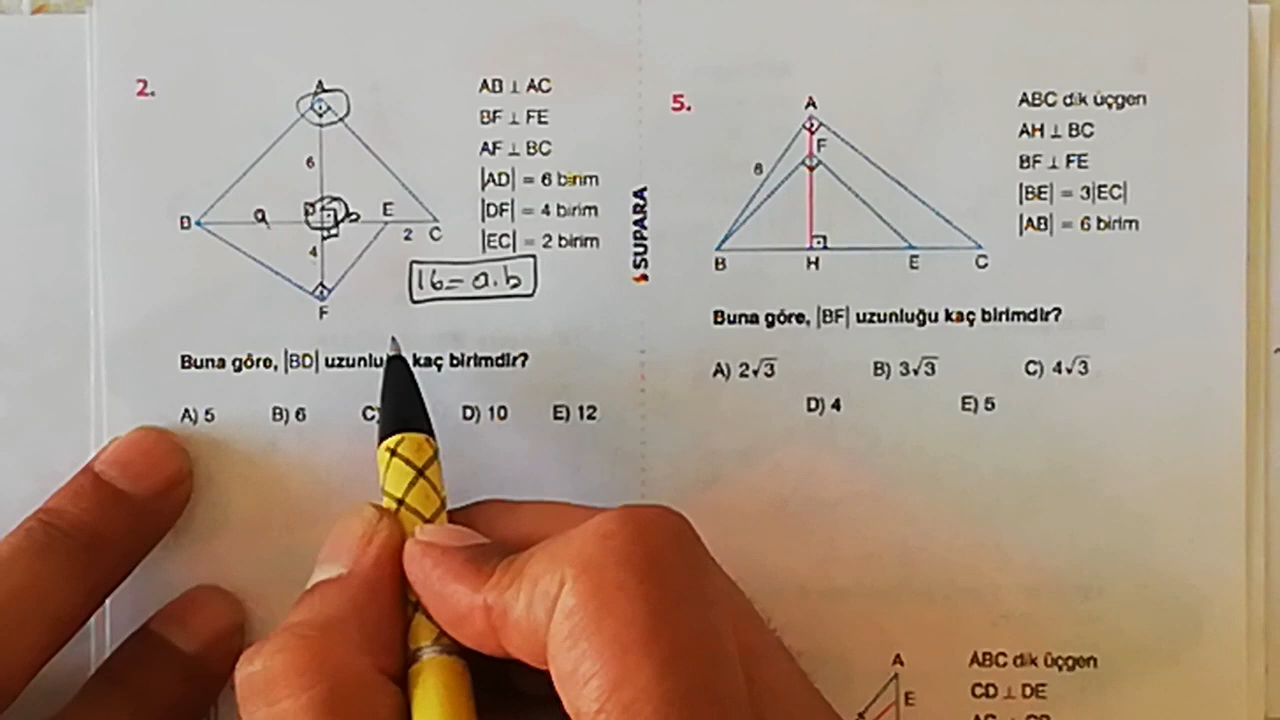 2.
A
6
B
a
D
b
E
2
C
4
F
AB ⊥ AC
BF ⊥ FE
AF ⊥ BC
|AD| = 6 birim
|DF| = 4 birim
|EC| = 2 birim
16 = a.b
Buna göre, |BD| kaç birimdir?
A) 5
B) 6
C)
D) 10
E) 12
SUPARA
5.
A
F
6
B
H
E
C
ABC dik üçgen
AH ⊥ BC
BF ⊥ FE
|BE| = 3|EC|
|AB| = 6 birim
Buna göre, |BF| uzunluğu kaç birimdir?
A) 2√3
B) 3√3
C) 4√3
D) 4
E) 5
A
E
ABC dik üçgen
CD ⊥ DE